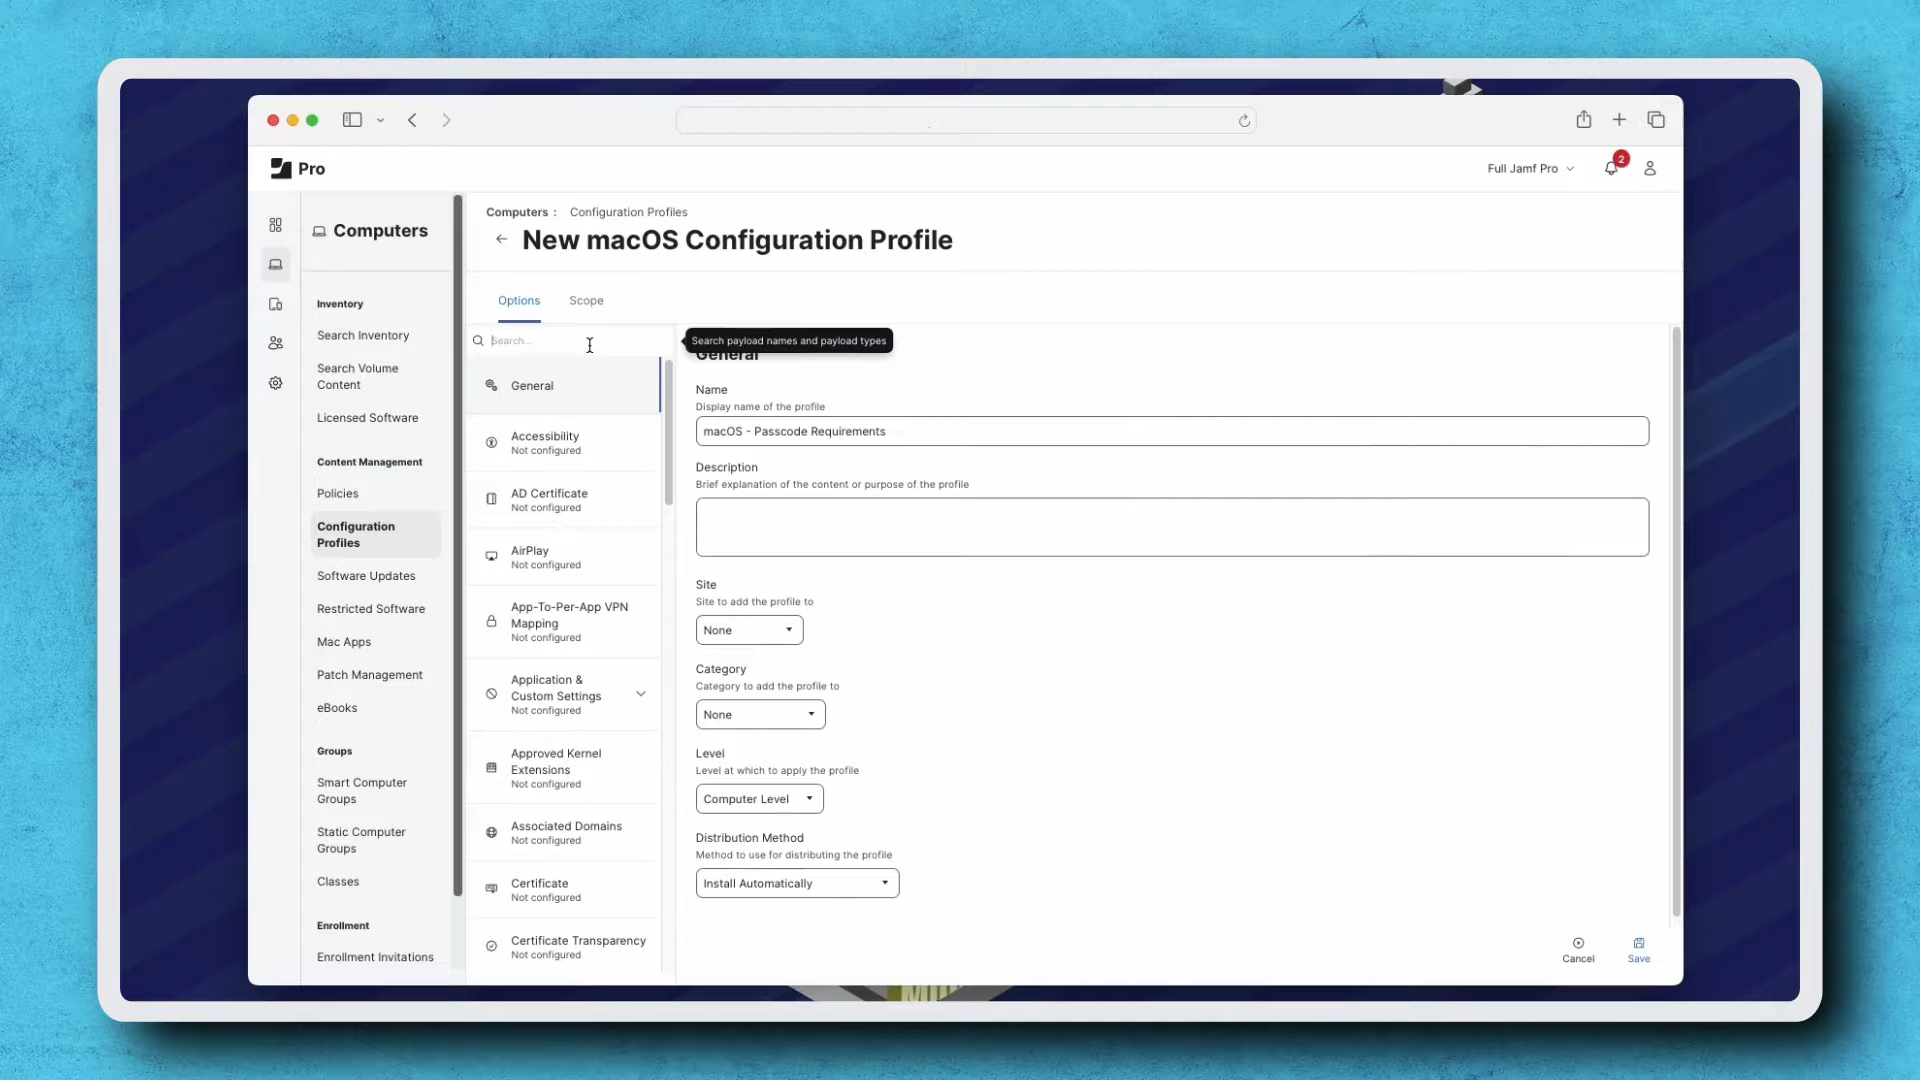 Pro
Full Jamf Pro
2
Computers
Inventory
Search Inventory
Search Volume
Content
Licensed Software
Content Management
Policies
Configuration
Profiles
Software Updates
Restricted Software
Mac Apps
Patch Management
eBooks
Groups
Smart Computer
Groups
Static Computer
Groups
Classes
Enrollment
Enrollment Invitations
Computers :
Configuration Profiles
New macOS Configuration Profile
Options
Scope
Search...
Search payload names and payload types
General
Accessibility
Not configured
AD Certificate
Not configured
AirPlay
Not configured
App-To-Per-App VPN
Mapping
Not configured
Application &
Custom Settings
Not configured
Approved Kernel
Extensions
Not configured
Associated Domains
Not configured
Certificate
Not configured
Certificate Transparency
Not configured
General
Name
Display name of the profile
macOS - Passcode Requirements
Description
Brief explanation of the content or purpose of the profile
Site
Site to add the profile to
None
Category
Category to add the profile to
None
Level
Level at which to apply the profile
Computer Level
Distribution Method
Method to use for distributing the profile
Install Automatically
Cancel
Save